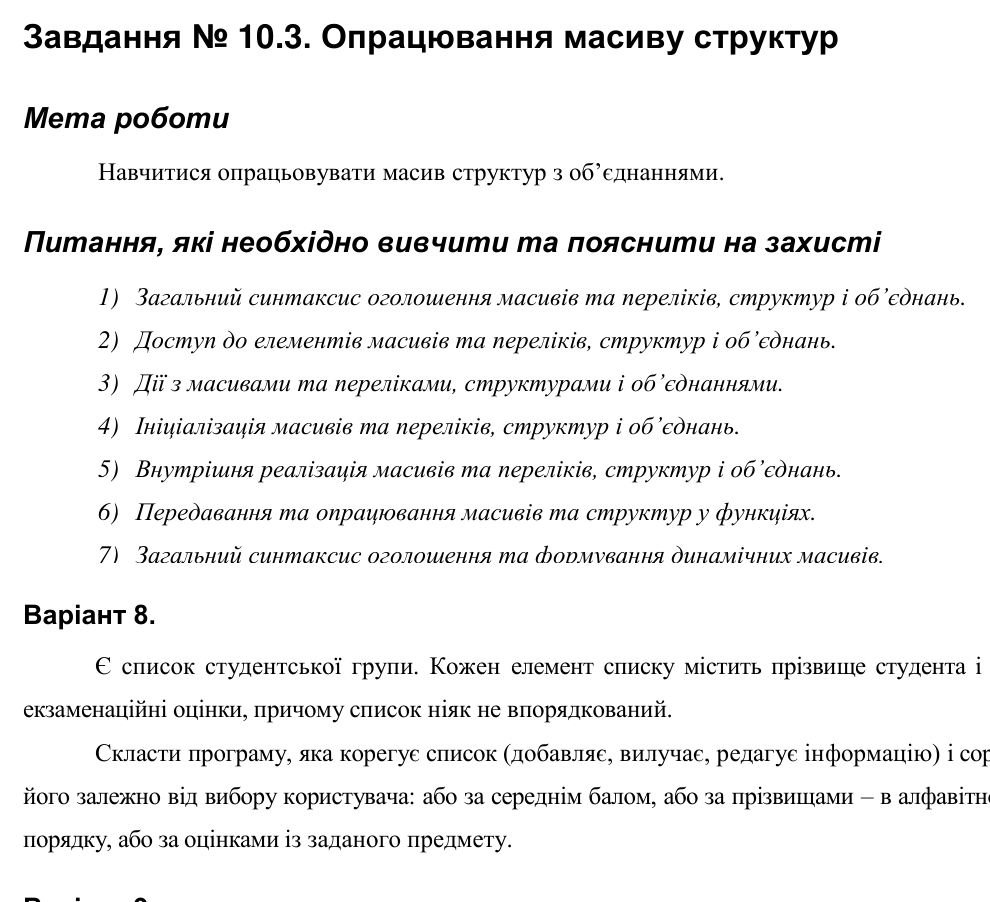 Завдання № 10.3. Опрацювання масиву структур
Мета роботи
Навчитися опрацьовувати масив структур з об’єднаннями.
Питання, які необхідно вивчити та пояснити на захисті
1) Загальний синтаксис оголошення масивів та переліків, структур і об’єднань.
2) Доступ до елементів масивів та переліків, структур і об’єднань.
3) Дії з масивами та переліками, структурами і об’єднаннями.
4) Ініціалізація масивів та переліків, структур і об’єднань.
5) Внутрішня реалізація масивів та переліків, структур і об’єднань.
6) Передавання та опрацювання масивів та структур у функціях.
7) Загальний синтаксис оголошення та формування динамічних масивів.
Варіант 8.
Є список студентської групи. Кожен елемент списку містить прізвище студента і
екзаменаційні оцінки, причому список ніяк не впорядкований.
Скласти програму, яка корегує список (добавляє, вилучає, редагує інформацію) і
його залежно від вибору користувача: або за середнім балом, або за прізвищами – в
порядку, або за оцінками із заданого предмету.